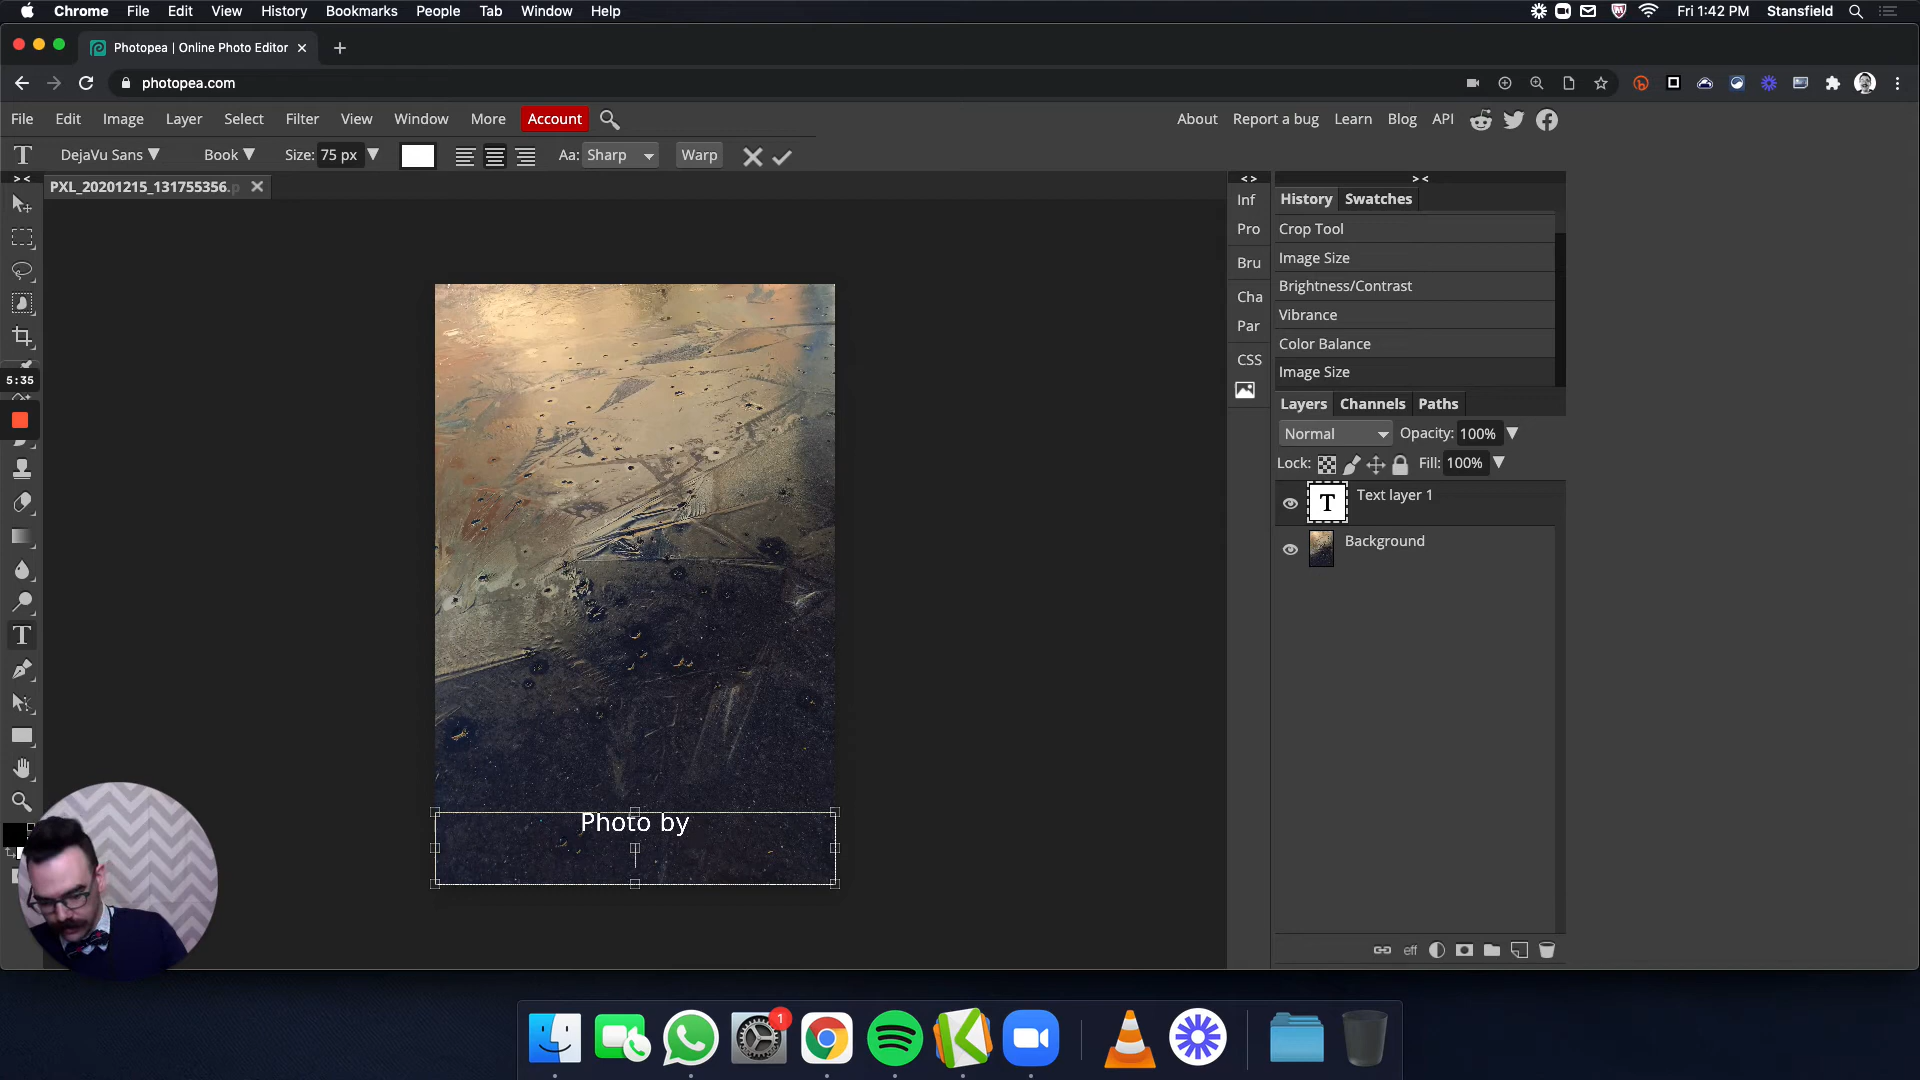 Chrome File Edit View History Bookmarks People Tab Window Help
Fri 1:42 PM Stansfield
Photopea | Online Photo Editor
photopea.com
File Edit Image Layer Select Filter View Window More Account
About Report a bug Learn Blog API
T DejaVu Sans Book Size: 75 px Aa: Sharp Warp
> < < > > <
PXL_20201215_131755356.p
Inf
Pro
Bru
Cha
Par
CSS
History Swatches
Crop Tool
Image Size
Brightness/Contrast
Vibrance
Color Balance
Image Size
Layers Channels Paths
Normal Opacity: 100%
Lock: Fill: 100%
T Text layer 1
Background
eff
5:35
T
Photo by
1